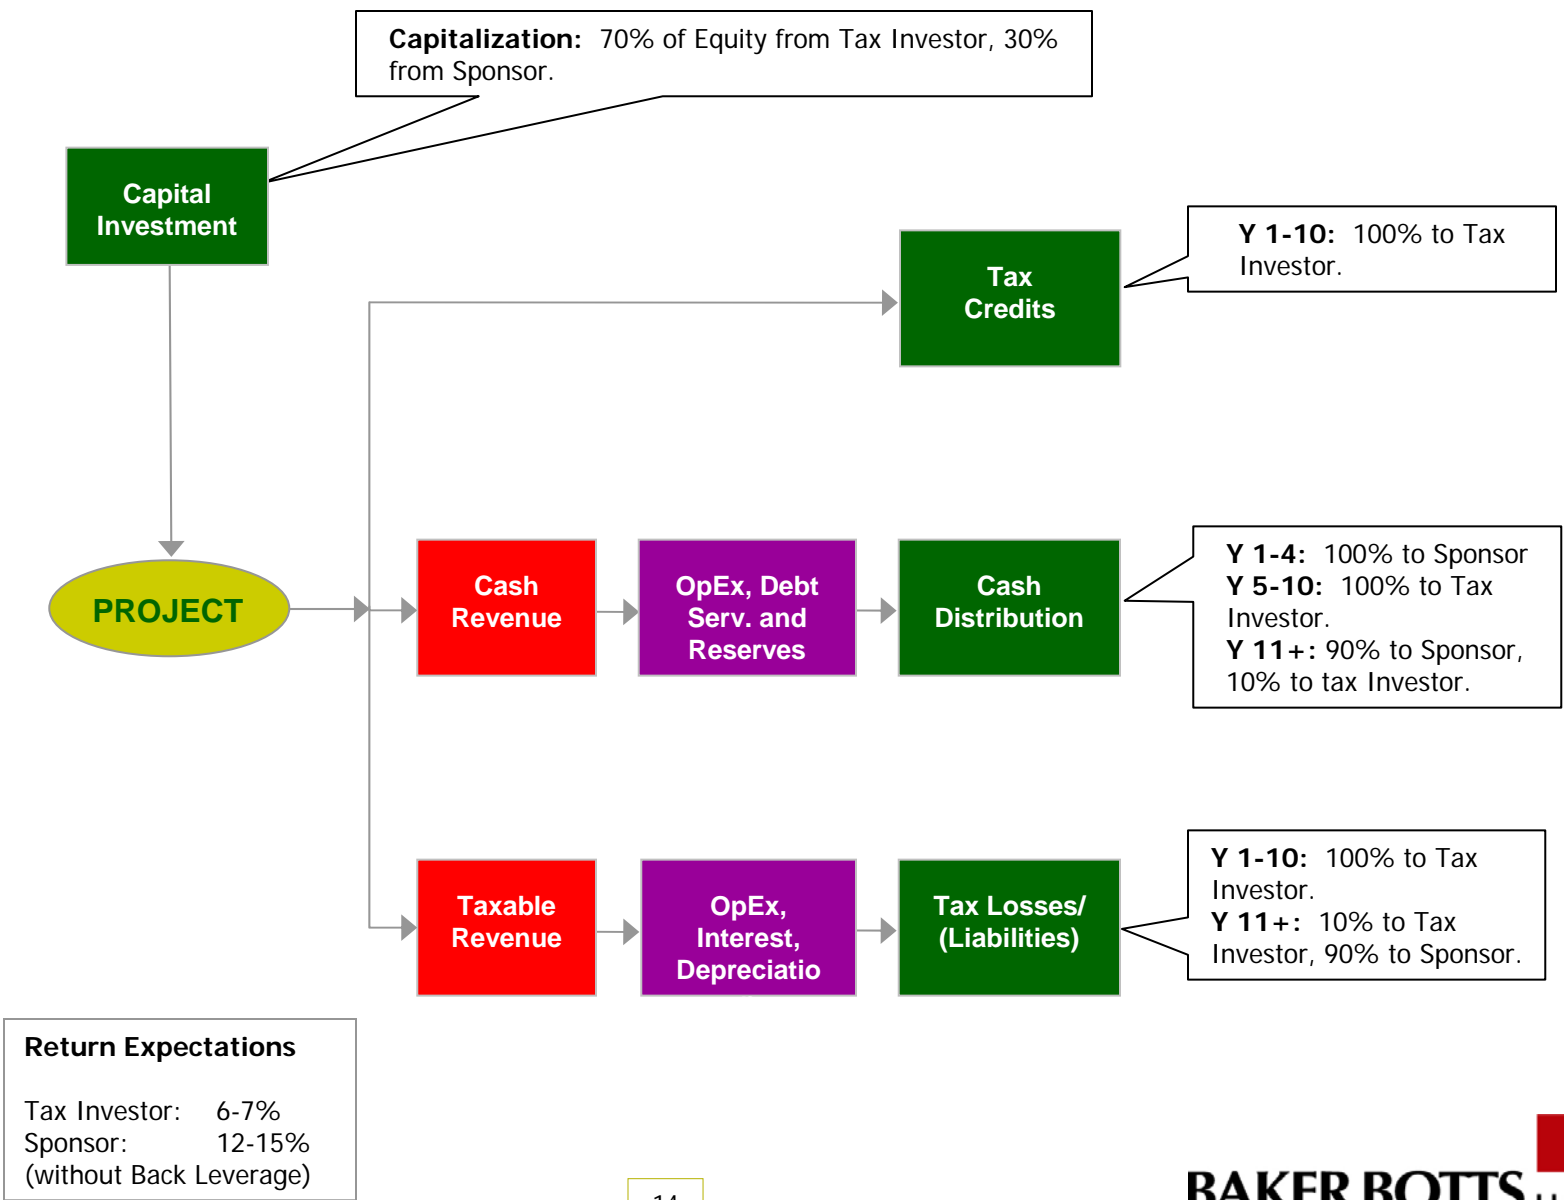 Capitalization: 70% of Equity from Tax Investor, 30%
from Sponsor.
Capital
Investment
Tax
Credits
Y 1-10: 100% to Tax
Investor.
PROJECT
Cash
Revenue
OpEx, Debt
Serv. and
Reserves
Cash
Distribution
Y 1-4: 100% to Sponsor
Y 5-10: 100% to Tax
Investor.
Y 11+: 90% to Sponsor,
10% to tax Investor.
Taxable
Revenue
OpEx,
Interest,
Depreciatio
Tax Losses/
(Liabilities)
Y 1-10: 100% to Tax
Investor.
Y 11+: 10% to Tax
Investor, 90% to Sponsor.
Return Expectations
Tax Investor: 6-7%
Sponsor: 12-15%
(without Back Leverage)
14
BAKER BOTTS